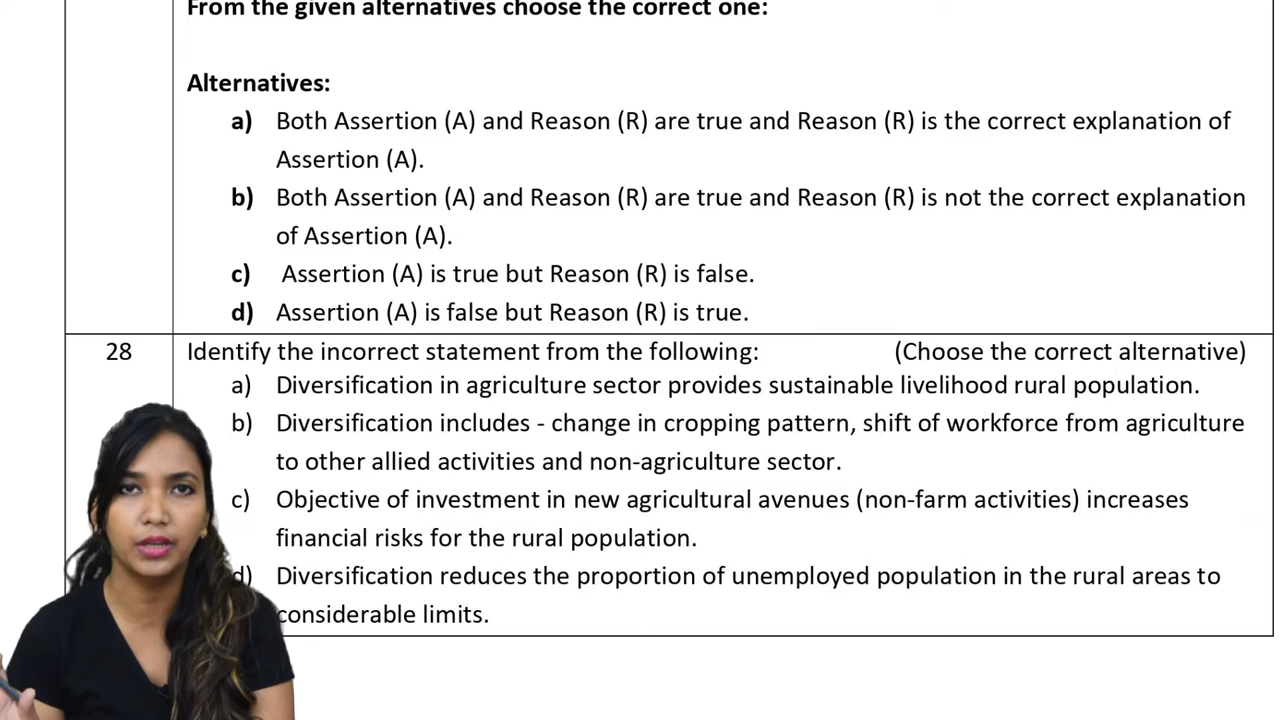 From the given alternatives choose the correct one:
Alternatives:
a) Both Assertion (A) and Reason (R) are true and Reason (R) is the correct explanation of
Assertion (A).
b) Both Assertion (A) and Reason (R) are true and Reason (R) is not the correct explanation
of Assertion (A).
c) Assertion (A) is true but Reason (R) is false.
d) Assertion (A) is false but Reason (R) is true.
28 Identify the incorrect statement from the following: (Choose the correct alternative)
a) Diversification in agriculture sector provides sustainable livelihood rural population.
b) Diversification includes - change in cropping pattern, shift of workforce from agriculture
to other allied activities and non-agriculture sector.
c) Objective of investment in new agricultural avenues (non-farm activities) increases
financial risks for the rural population.
d) Diversification reduces the proportion of unemployed population in the rural areas to
considerable limits.